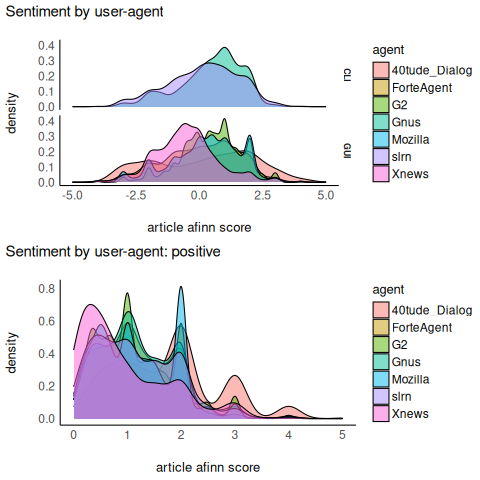 Sentiment by user-agent
0.4
0.3
0.2
0.1
0.0
CLI
0.4
0.3
0.2
0.1
0.0
GUI
density
-5.0 -2.5 0.0 2.5 5.0
article afinn score
agent
40tude_Dialog
ForteAgent
G2
Gnus
Mozilla
slrn
Xnews
Sentiment by user-agent: positive
0.8
0.6
0.4
0.2
0.0
density
0 1 2 3 4 5
article afinn score
agent
40tude_Dialog
ForteAgent
G2
Gnus
Mozilla
slrn
Xnews